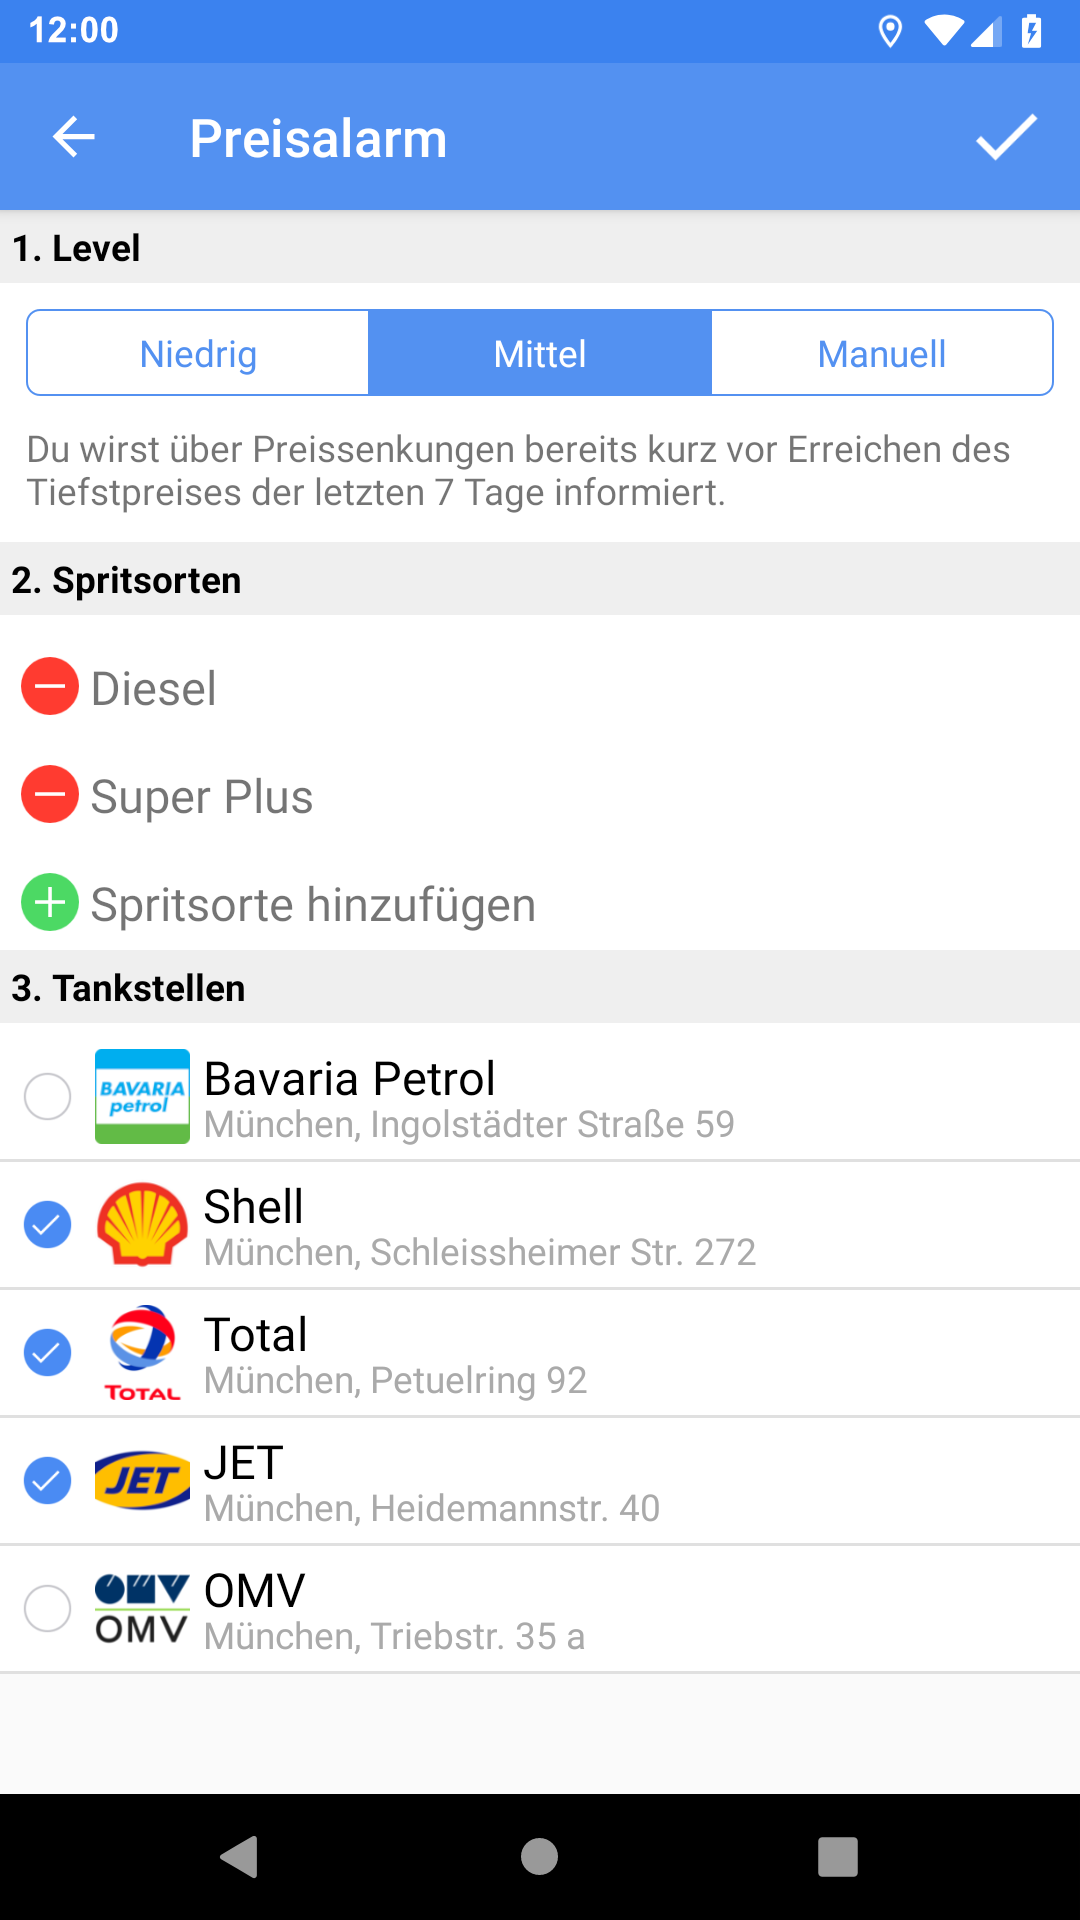 12:00
Preisalarm
1. Level
Niedrig
Mittel
Manuell
Du wirst über Preissenkungen bereits kurz vor Erreichen des
Tiefstpreises der letzten 7 Tage informiert.
2. Spritsorten
Diesel
Super Plus
Spritsorte hinzufügen
3. Tankstellen
BAVARIA
petrol
Bavaria Petrol
München, Ingolstädter Straße 59
Shell
München, Schleissheimer Str. 272
TOTAL
Total
München, Petuelring 92
JET
JET
München, Heidemannstr. 40
OMV
OMV
OMV
München, Triebstr. 35 a